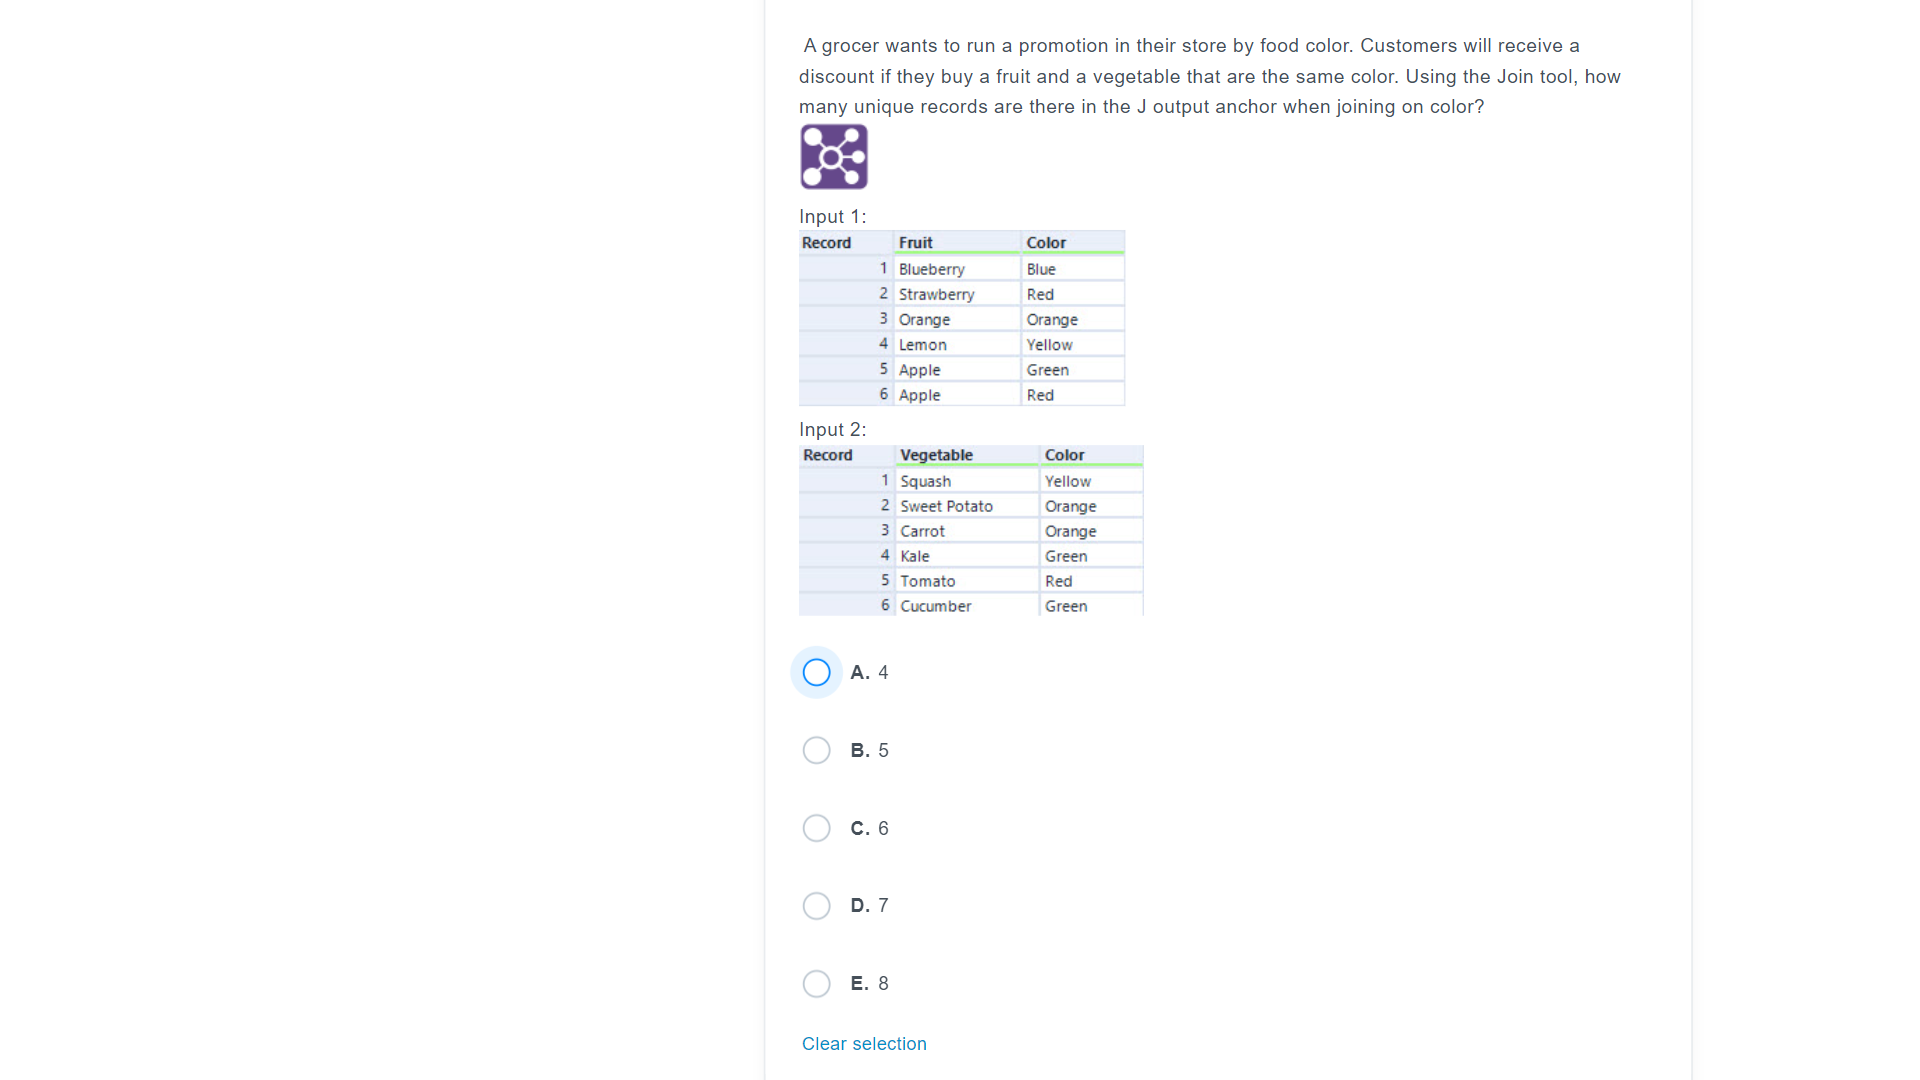 A grocer wants to run a promotion in their store by food color. Customers will receive a
discount if they buy a fruit and a vegetable that are the same color. Using the Join tool, how
many unique records are there in the J output anchor when joining on color?
Input 1:
Record Fruit Color
1 Blueberry Blue
2 Strawberry Red
3 Orange Orange
4 Lemon Yellow
5 Apple Green
6 Apple Red
Input 2:
Record Vegetable Color
1 Squash Yellow
2 Sweet Potato Orange
3 Carrot Orange
4 Kale Green
5 Tomato Red
6 Cucumber Green
A. 4
B. 5
C. 6
D. 7
E. 8
Clear selection